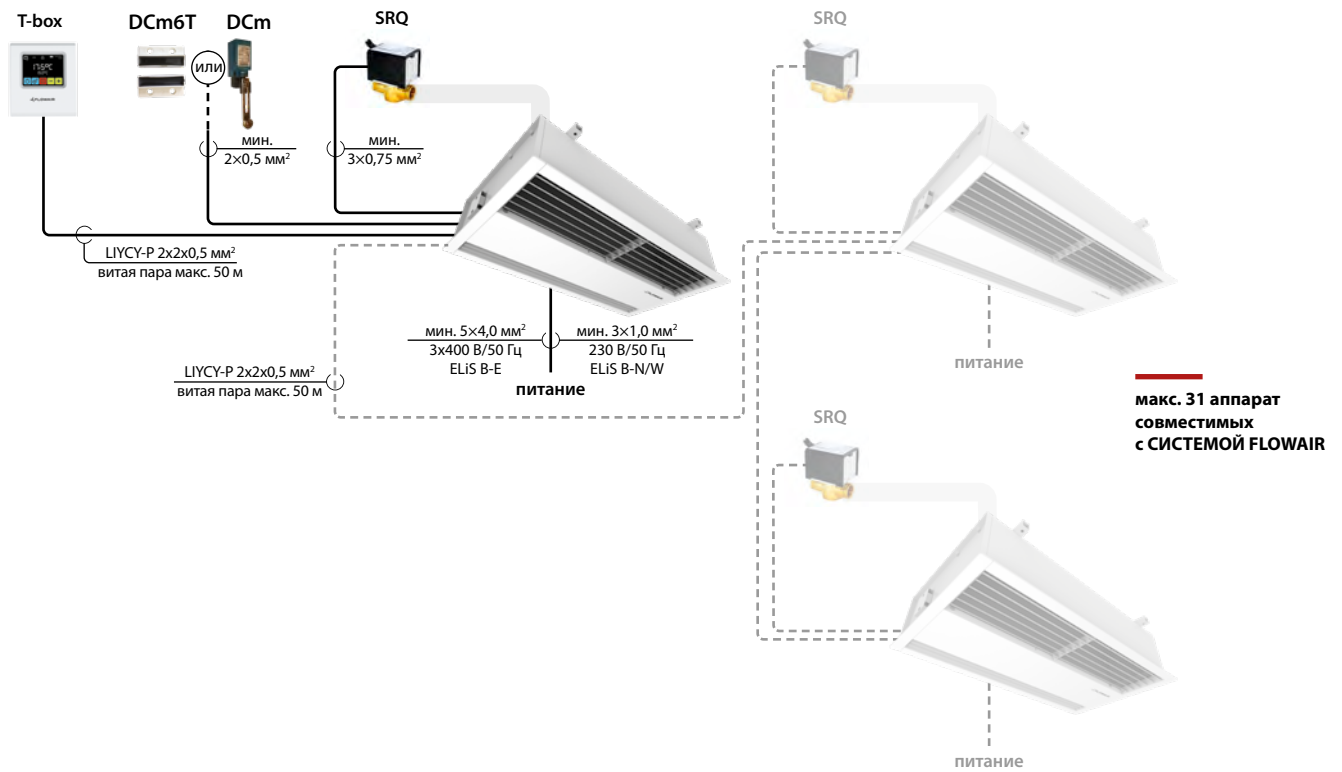 T-box
DCm6T
DCm
SRQ
SRQ
или
17.5°C
FLOWAIR
мин.
2×0,5 мм²
мин.
3×0,75 мм²
LIYCY-P 2x2x0,5 мм²
витая пара макс. 50 м
мин. 5×4,0 мм²
3x400 В/50 Гц
ELiS B-E
мин. 3×1,0 мм²
230 В/50 Гц
ELiS B-N/W
питание
питание
LIYCY-P 2x2x0,5 мм²
витая пара макс. 50 м
макс. 31 аппарат
совместимых
с СИСТЕМОЙ FLOWAIR
SRQ
питание